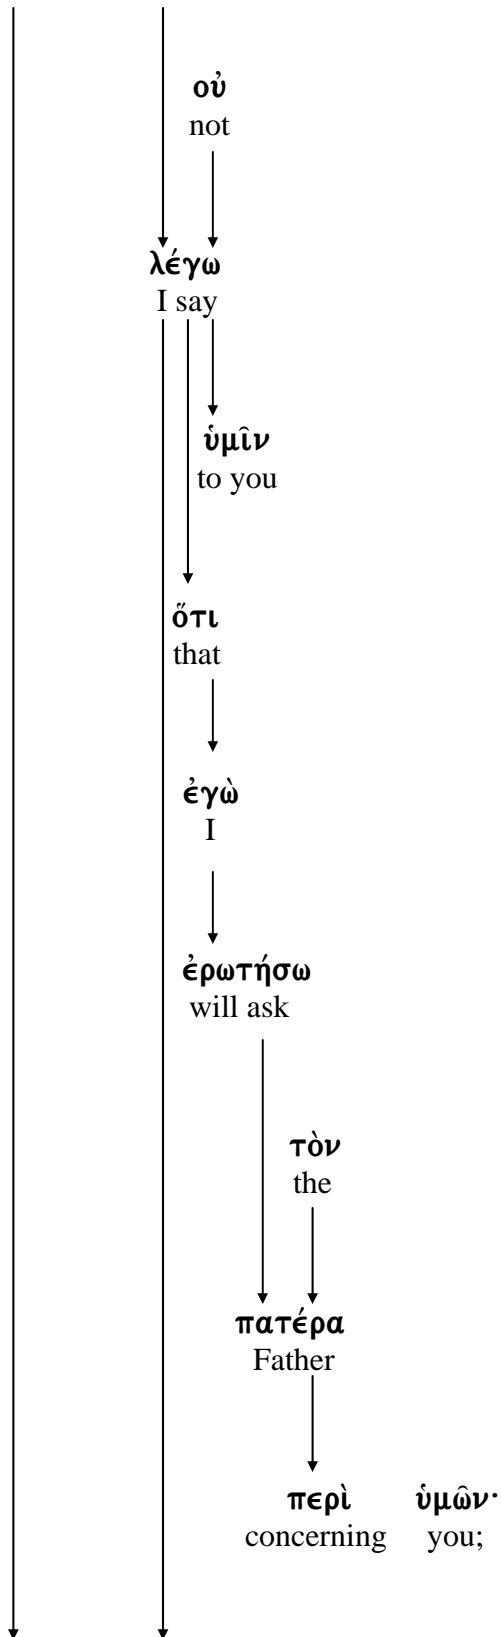 οὐ
not
λέγω
I say
ὑμῖν
to you
ὅτι
that
ἐγὼ
I
ἐρωτήσω
will ask
τὸν
the
πατέρα
Father
περὶ ὑμῶν·
concerning you;